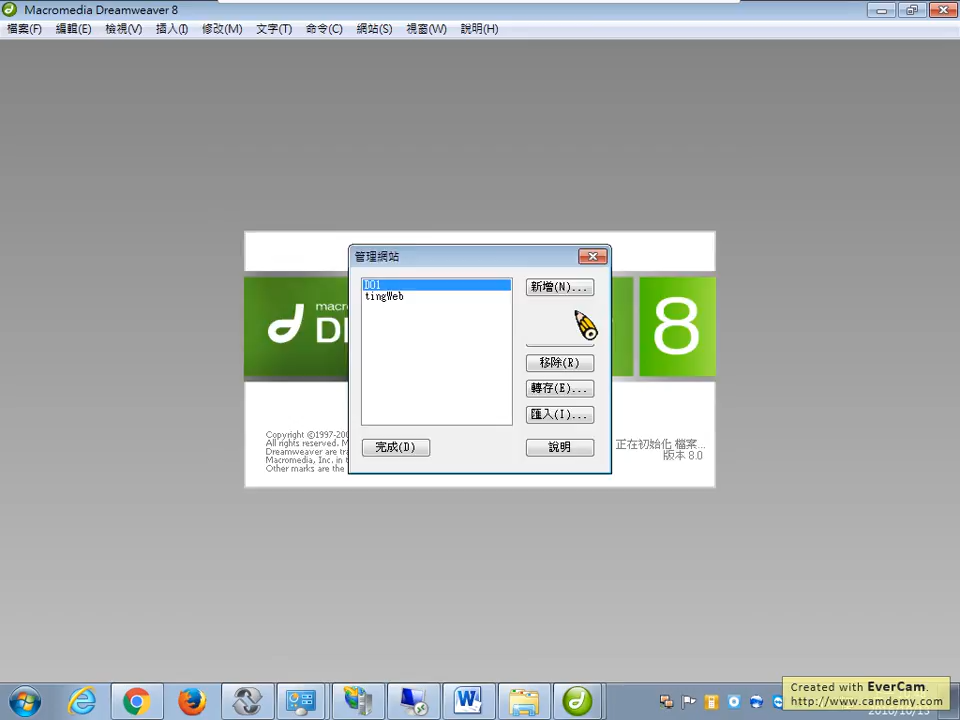 Macromedia Dreamweaver 8
檔案(F) 編輯(E) 檢視(V) 插入(I) 修改(M) 文字(T) 命令(C) 網站(S) 視窗(W) 說明(H)
管理網站
D01
tingWeb
新增(N)...
移除(R)
轉存(E)...
匯入(I)...
完成(D)
說明
macr
8
Copyright ©1997-200
All rights reserved. M
Dreamweaver are tra
Macromedia, Inc. in t
Other marks are the
正在初始化 檔案...
版本 8.0
Created with EverCam.
http://www.camdemy.com